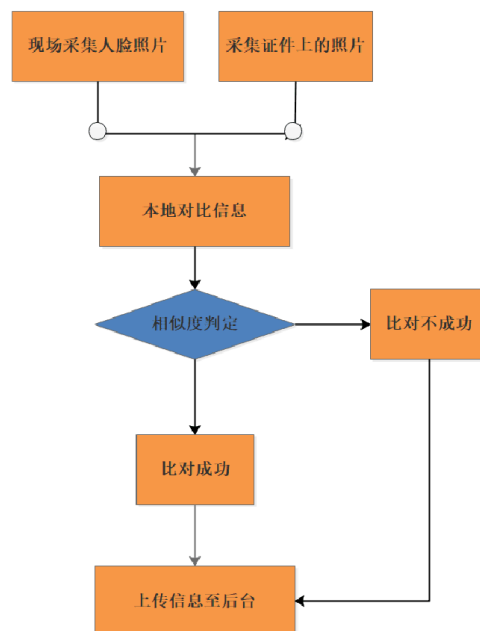 现场采集人脸照片
采集证件上的照片
本地对比信息
相似度判定
比对不成功
比对成功
上传信息至后台